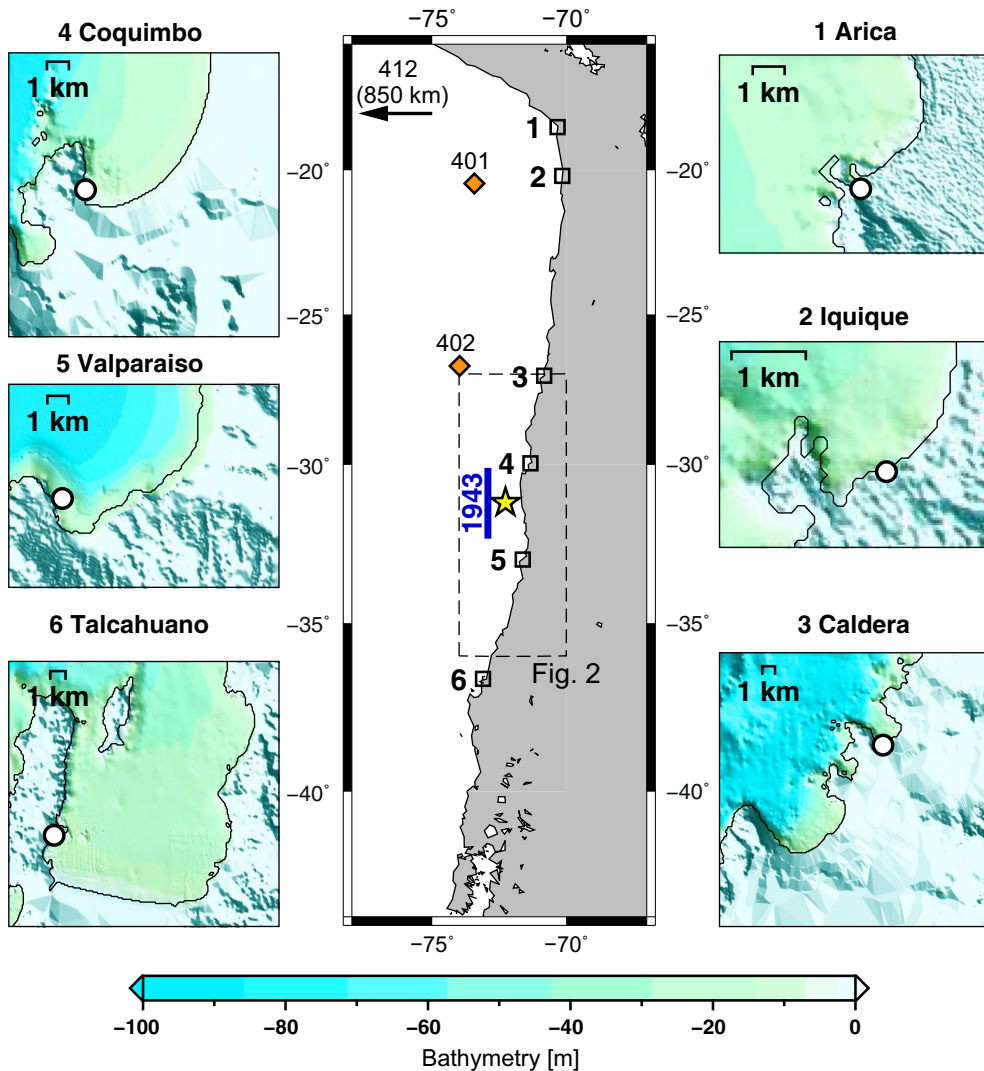 −75° −70°
4 Coquimbo
1 km
5 Valparaiso
1 km
6 Talcahuano
1 km
412
(850 km)
401
402
1
2
3
4
5
6
1943
Fig. 2
−20°
−25°
−30°
−35°
−40°
−75° −70°
1 Arica
1 km
2 Iquique
1 km
3 Caldera
1 km
−100 −80 −60 −40 −20 0
Bathymetry [m]